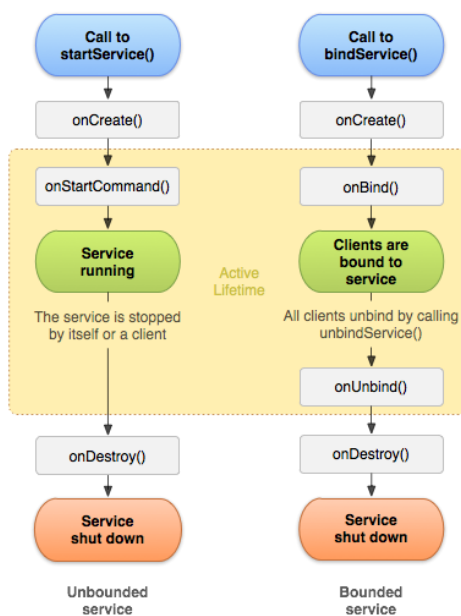 Call to
startService()
onCreate()
onStartCommand()
Service
running
The service is stopped
by itself or a client
onDestroy()
Service
shut down
Unbounded
service
Active
Lifetime
Call to
bindService()
onCreate()
onBind()
Clients are
bound to
service
All clients unbind by calling
unbindService()
onUnbind()
onDestroy()
Service
shut down
Bounded
service